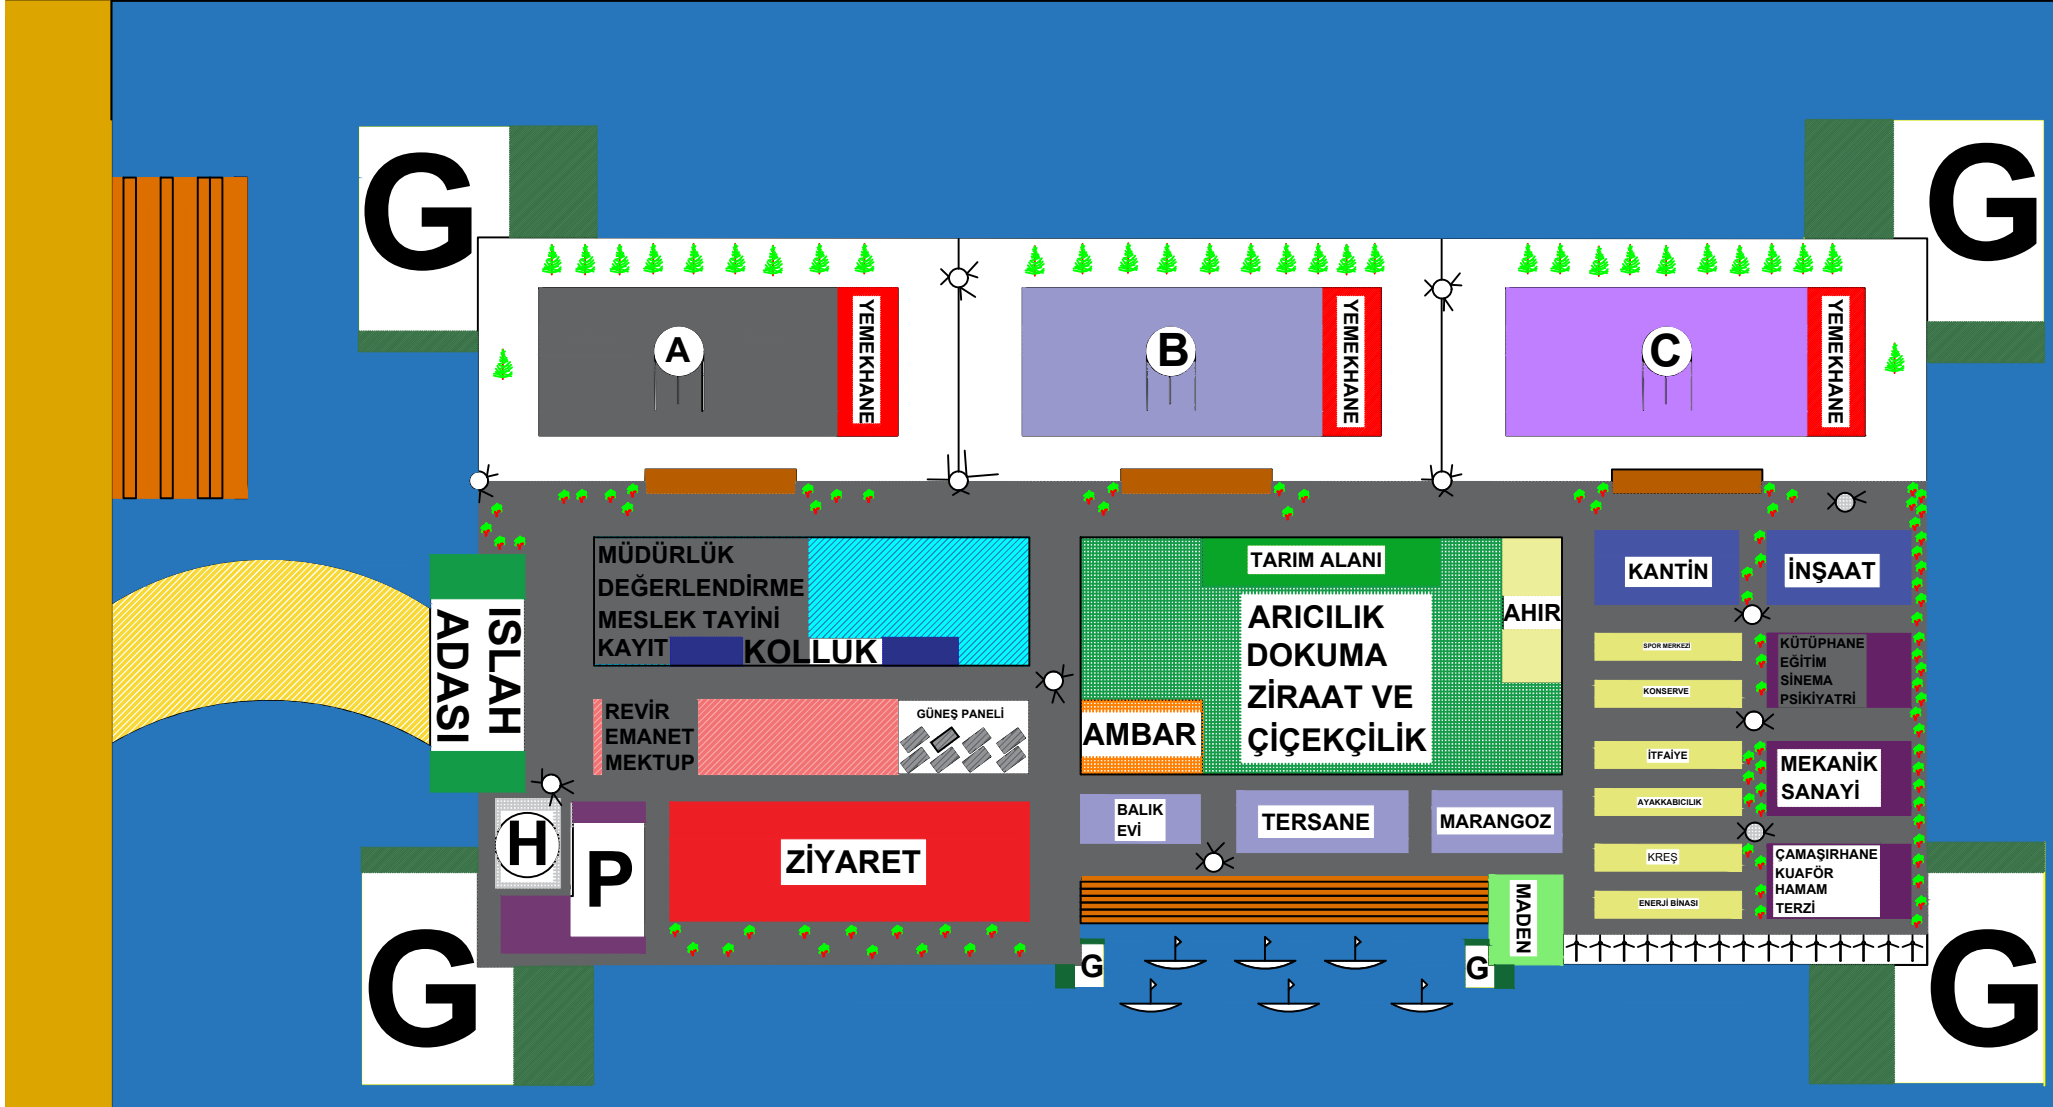 G
G
A
YEMEKHANE
B
YEMEKHANE
C
YEMEKHANE
ISLAH
ADASI
MÜDÜRLÜK
DEĞERLENDİRME
MESLEK TAYİNİ
KAYIT
KOLLUK
REVİR
EMANET
MEKTUP
GÜNEŞ PANELİ
H
P
ZİYARET
TARIM ALANI
ARICILIK
DOKUMA
ZİRAAT VE
ÇİÇEKÇİLİK
AHIR
AMBAR
BALIK
EVİ
TERSANE
MARANGOZ
MADEN
KANTİN
İNŞAAT
SPOR MERKEZİ
KONSERVE
KÜTÜPHANE
EĞİTİM
SİNEMA
PSİKİYATRİ
İTFAİYE
AYAKKABICILIK
MEKANİK
SANAYİ
KREŞ
ENERJİ BİNASI
ÇAMAŞIRHANE
KUAFÖR
HAMAM
TERZİ
G
G
G
G